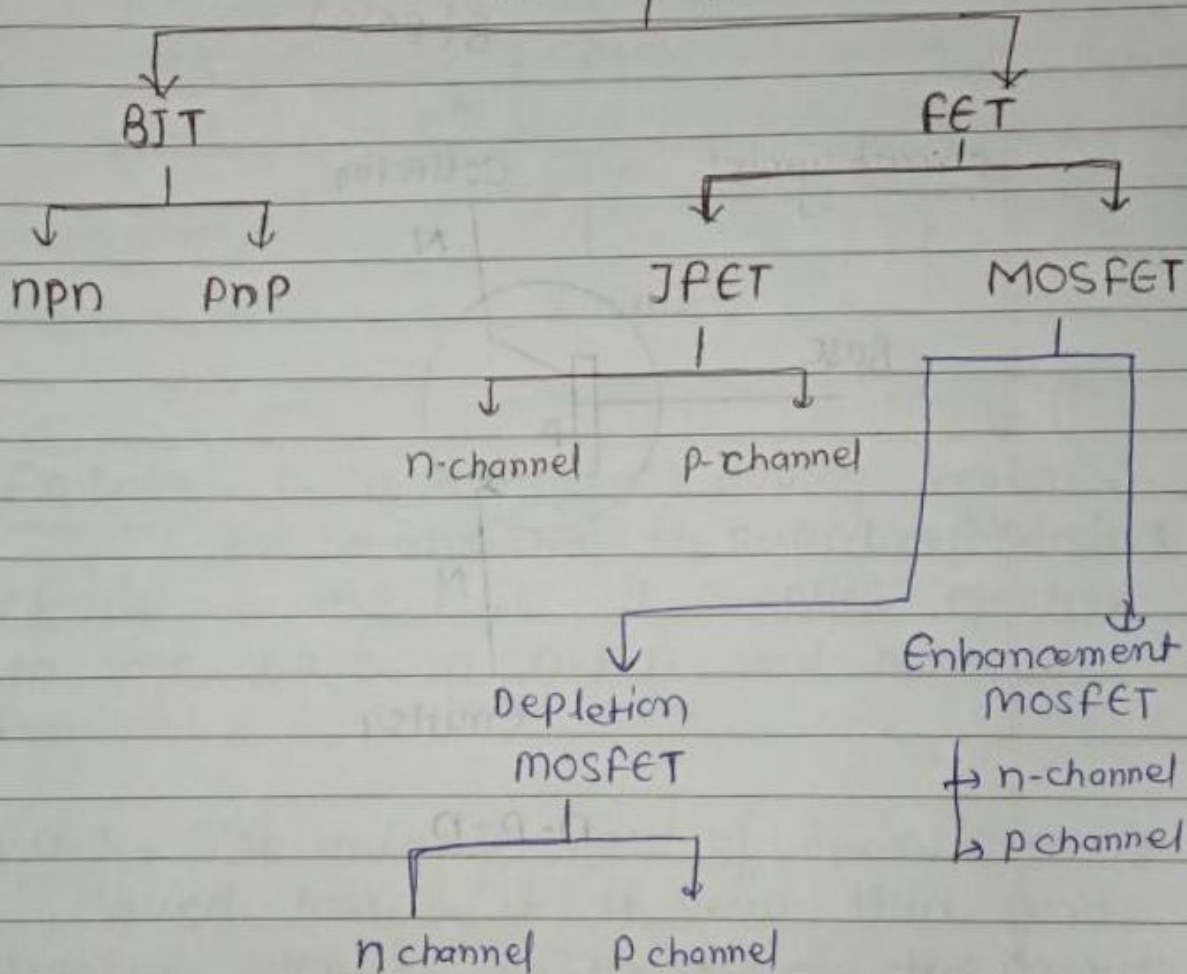 BJT
FET
npn
pnp
JFET
MOSFET
n-channel
p-channel
Depletion
MOSFET
Enhancement
MOSFET
n-channel
p channel
n channel
p channel